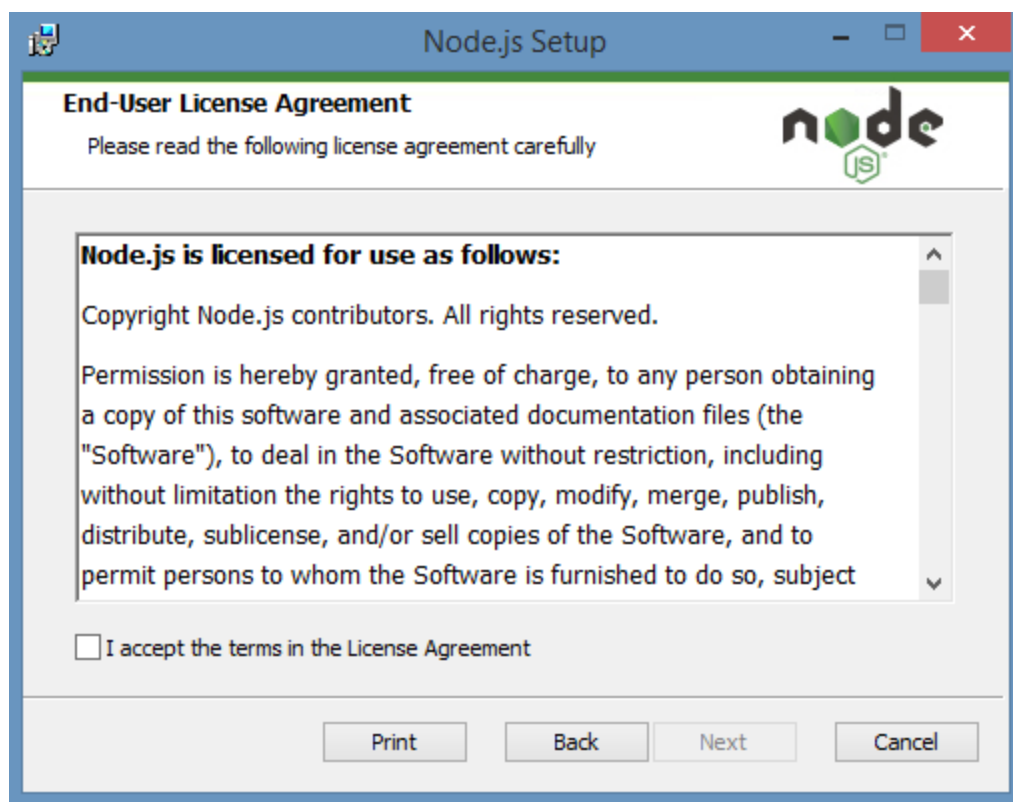 Node.js Setup
End-User License Agreement
Please read the following license agreement carefully
node
JS
Node.js is licensed for use as follows:
Copyright Node.js contributors. All rights reserved.
Permission is hereby granted, free of charge, to any person obtaining
a copy of this software and associated documentation files (the
"Software"), to deal in the Software without restriction, including
without limitation the rights to use, copy, modify, merge, publish,
distribute, sublicense, and/or sell copies of the Software, and to
permit persons to whom the Software is furnished to do so, subject
I accept the terms in the License Agreement
Print Back Next Cancel